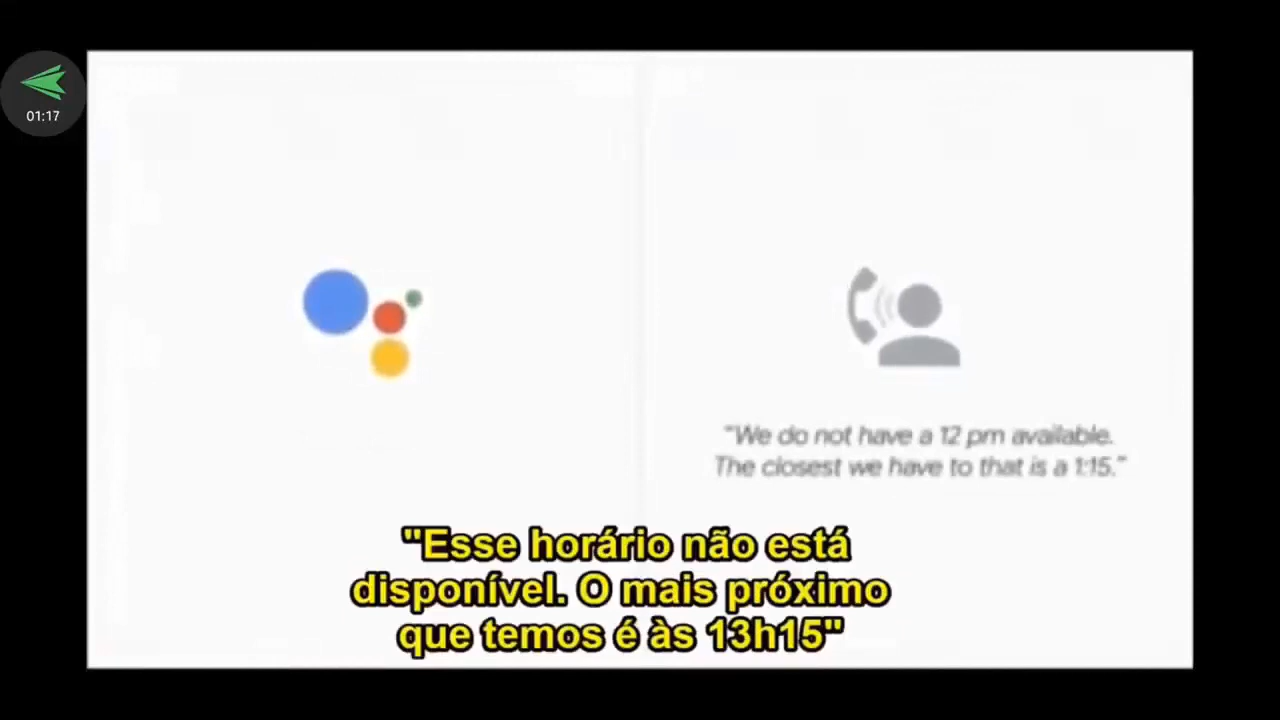 01:17
"We do not have a 12 pm available.
The closest we have to that is a 1:15."
"Esse horário não está
disponível. O mais próximo
que temos é às 13h15"